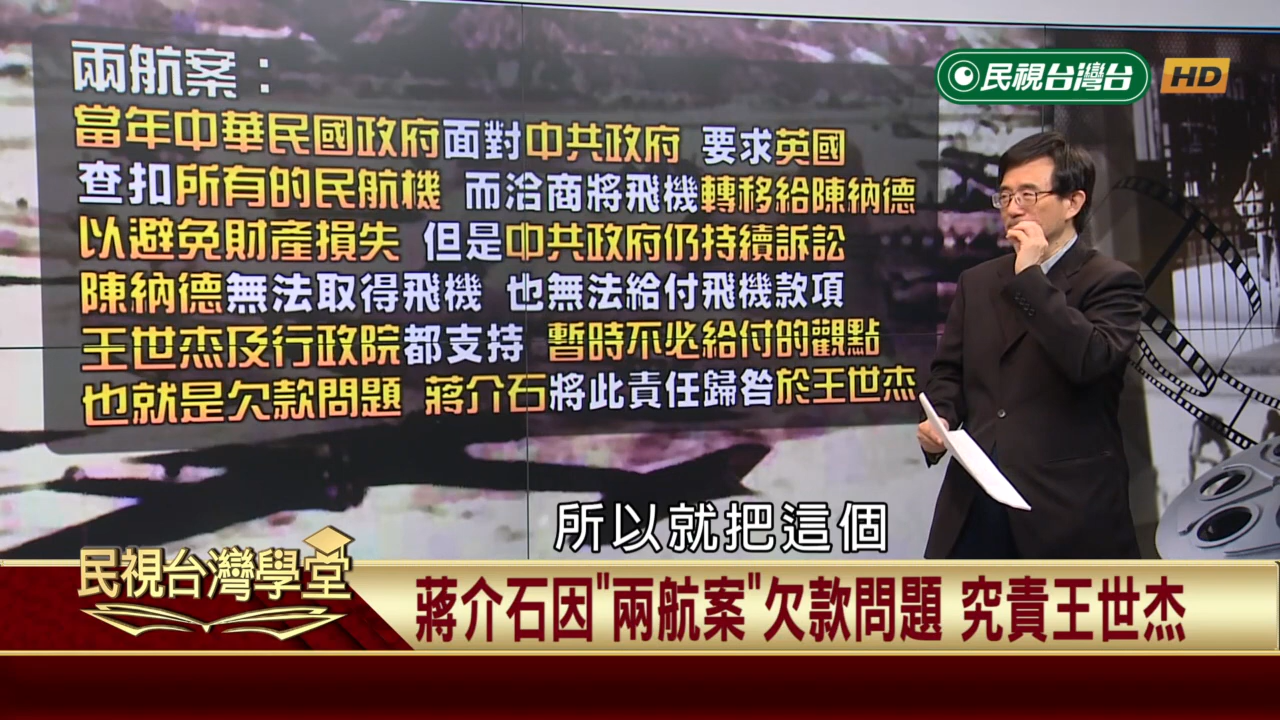 兩航案：
當年中華民國政府面對中共政府 要求英國
查扣所有的民航機 而洽商將飛機轉移給陳納德
以避免財產損失 但是中共政府仍持續訴訟
陳納德無法取得飛機 也無法給付飛機款項
王世杰及行政院都支持 暫時不必給付的觀點
也就是欠款問題 蔣介石將此責任歸咎於王世杰
民視台灣台 HD
所以就把這個
民視台灣學堂
蔣介石因"兩航案"欠款問題 究責王世杰